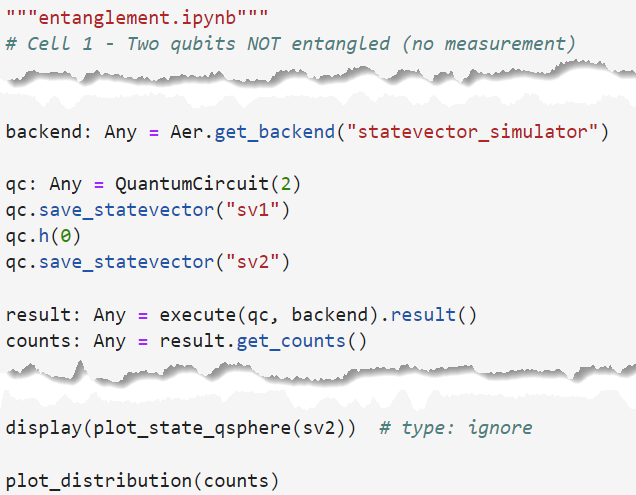 """entanglement.ipynb"""
# Cell 1 - Two qubits NOT entangled (no measurement)
backend: Any = Aer.get_backend("statevector_simulator")
qc: Any = QuantumCircuit(2)
qc.save_statevector("sv1")
qc.h(0)
qc.save_statevector("sv2")
result: Any = execute(qc, backend).result()
counts: Any = result.get_counts()
display(plot_state_qsphere(sv2))  # type: ignore
plot_distribution(counts)